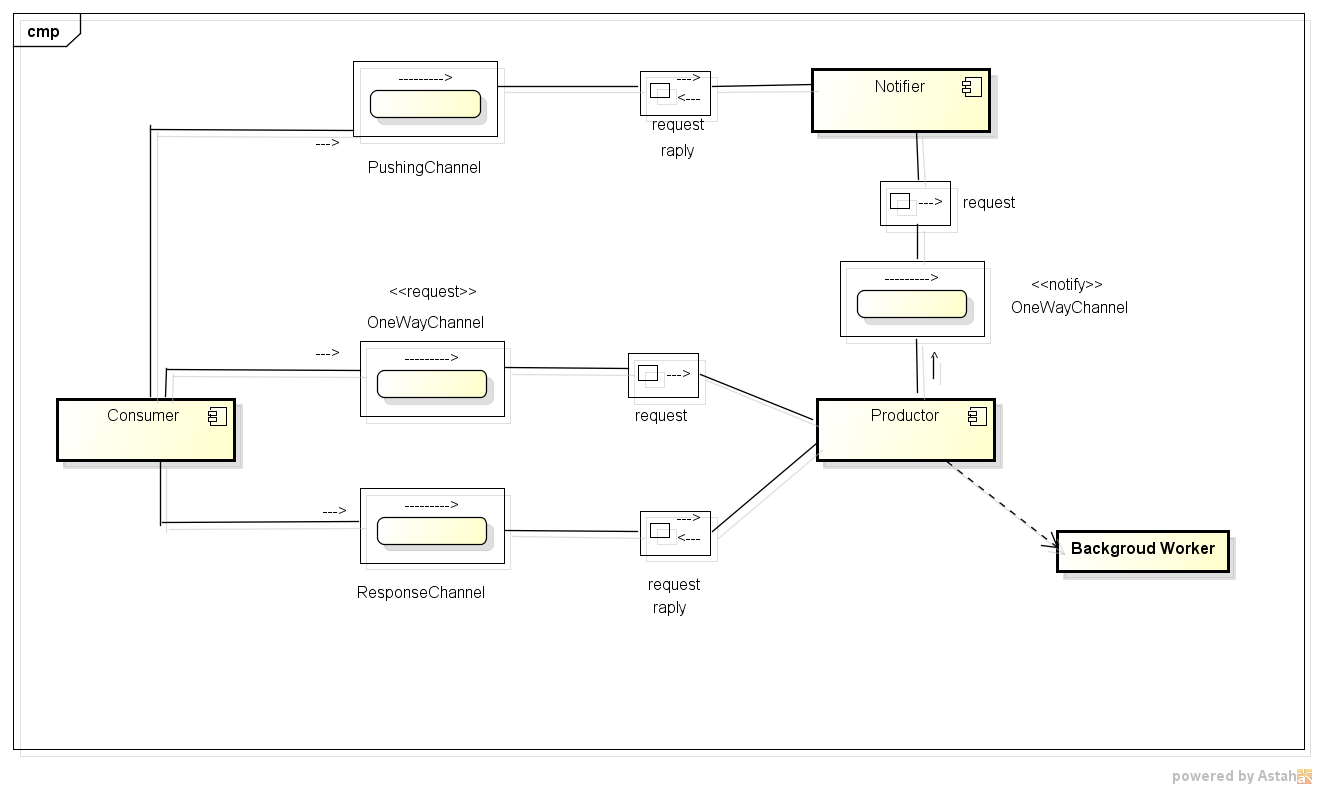 cmp
--------->
PushingChannel
--->
--->
<---
request
raply
Notifier
--->
request
--------->
<<notify>>
OneWayChannel
<<request>>
OneWayChannel
--->
--------->
--->
request
Consumer
Productor
--->
--------->
ResponseChannel
--->
<---
request
raply
Backgroud Worker
powered by Astah